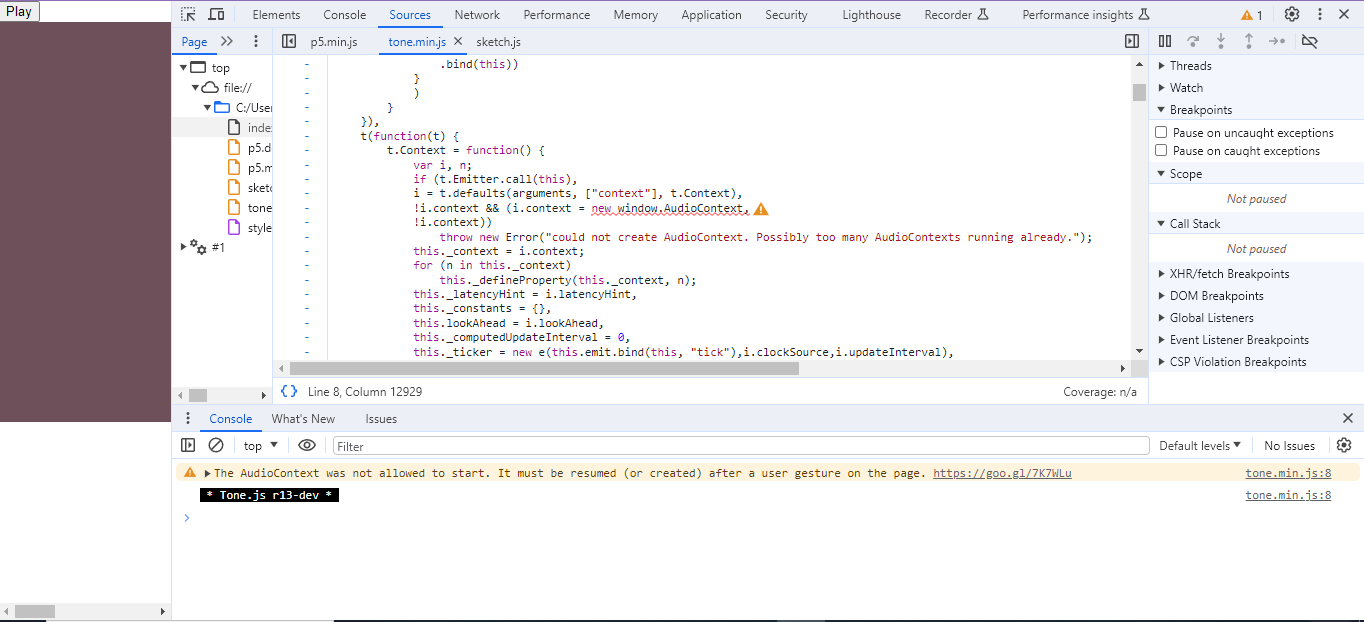 Play
Elements Console Sources Network Performance Memory Application Security Lighthouse Recorder Performance insights 1
Page
p5.min.js tone.min.js sketch.js
top
file://
C:/User
index
p5.d
p5.m
sketc
tone
style
#1
.bind(this))
}
)
}
}),
t(function(t) {
t.Context = function() {
var i, n;
if (t.Emitter.call(this),
i = t.defaults(arguments, ["context"], t.Context),
!i.context && (i.context = new window.AudioContext,
!i.context))
throw new Error("could not create AudioContext. Possibly too many AudioContexts running already.");
this._context = i.context;
for (n in this._context)
this._defineProperty(this._context, n);
this._latencyHint = i.latencyHint,
this._constants = {},
this.lookAhead = i.lookAhead,
this._computedUpdateInterval = 0,
this._ticker = new e(this.emit.bind(this, "tick"),i.clockSource,i.updateInterval),
{} Line 8, Column 12929 Coverage: n/a
Threads
Watch
Breakpoints
Pause on uncaught exceptions
Pause on caught exceptions
Scope
Not paused
Call Stack
Not paused
XHR/fetch Breakpoints
DOM Breakpoints
Global Listeners
Event Listener Breakpoints
CSP Violation Breakpoints
Console What's New Issues
top Filter Default levels No Issues
The AudioContext was not allowed to start. It must be resumed (or created) after a user gesture on the page. https://goo.gl/7K7WLu tone.min.js:8
* Tone.js r13-dev * tone.min.js:8